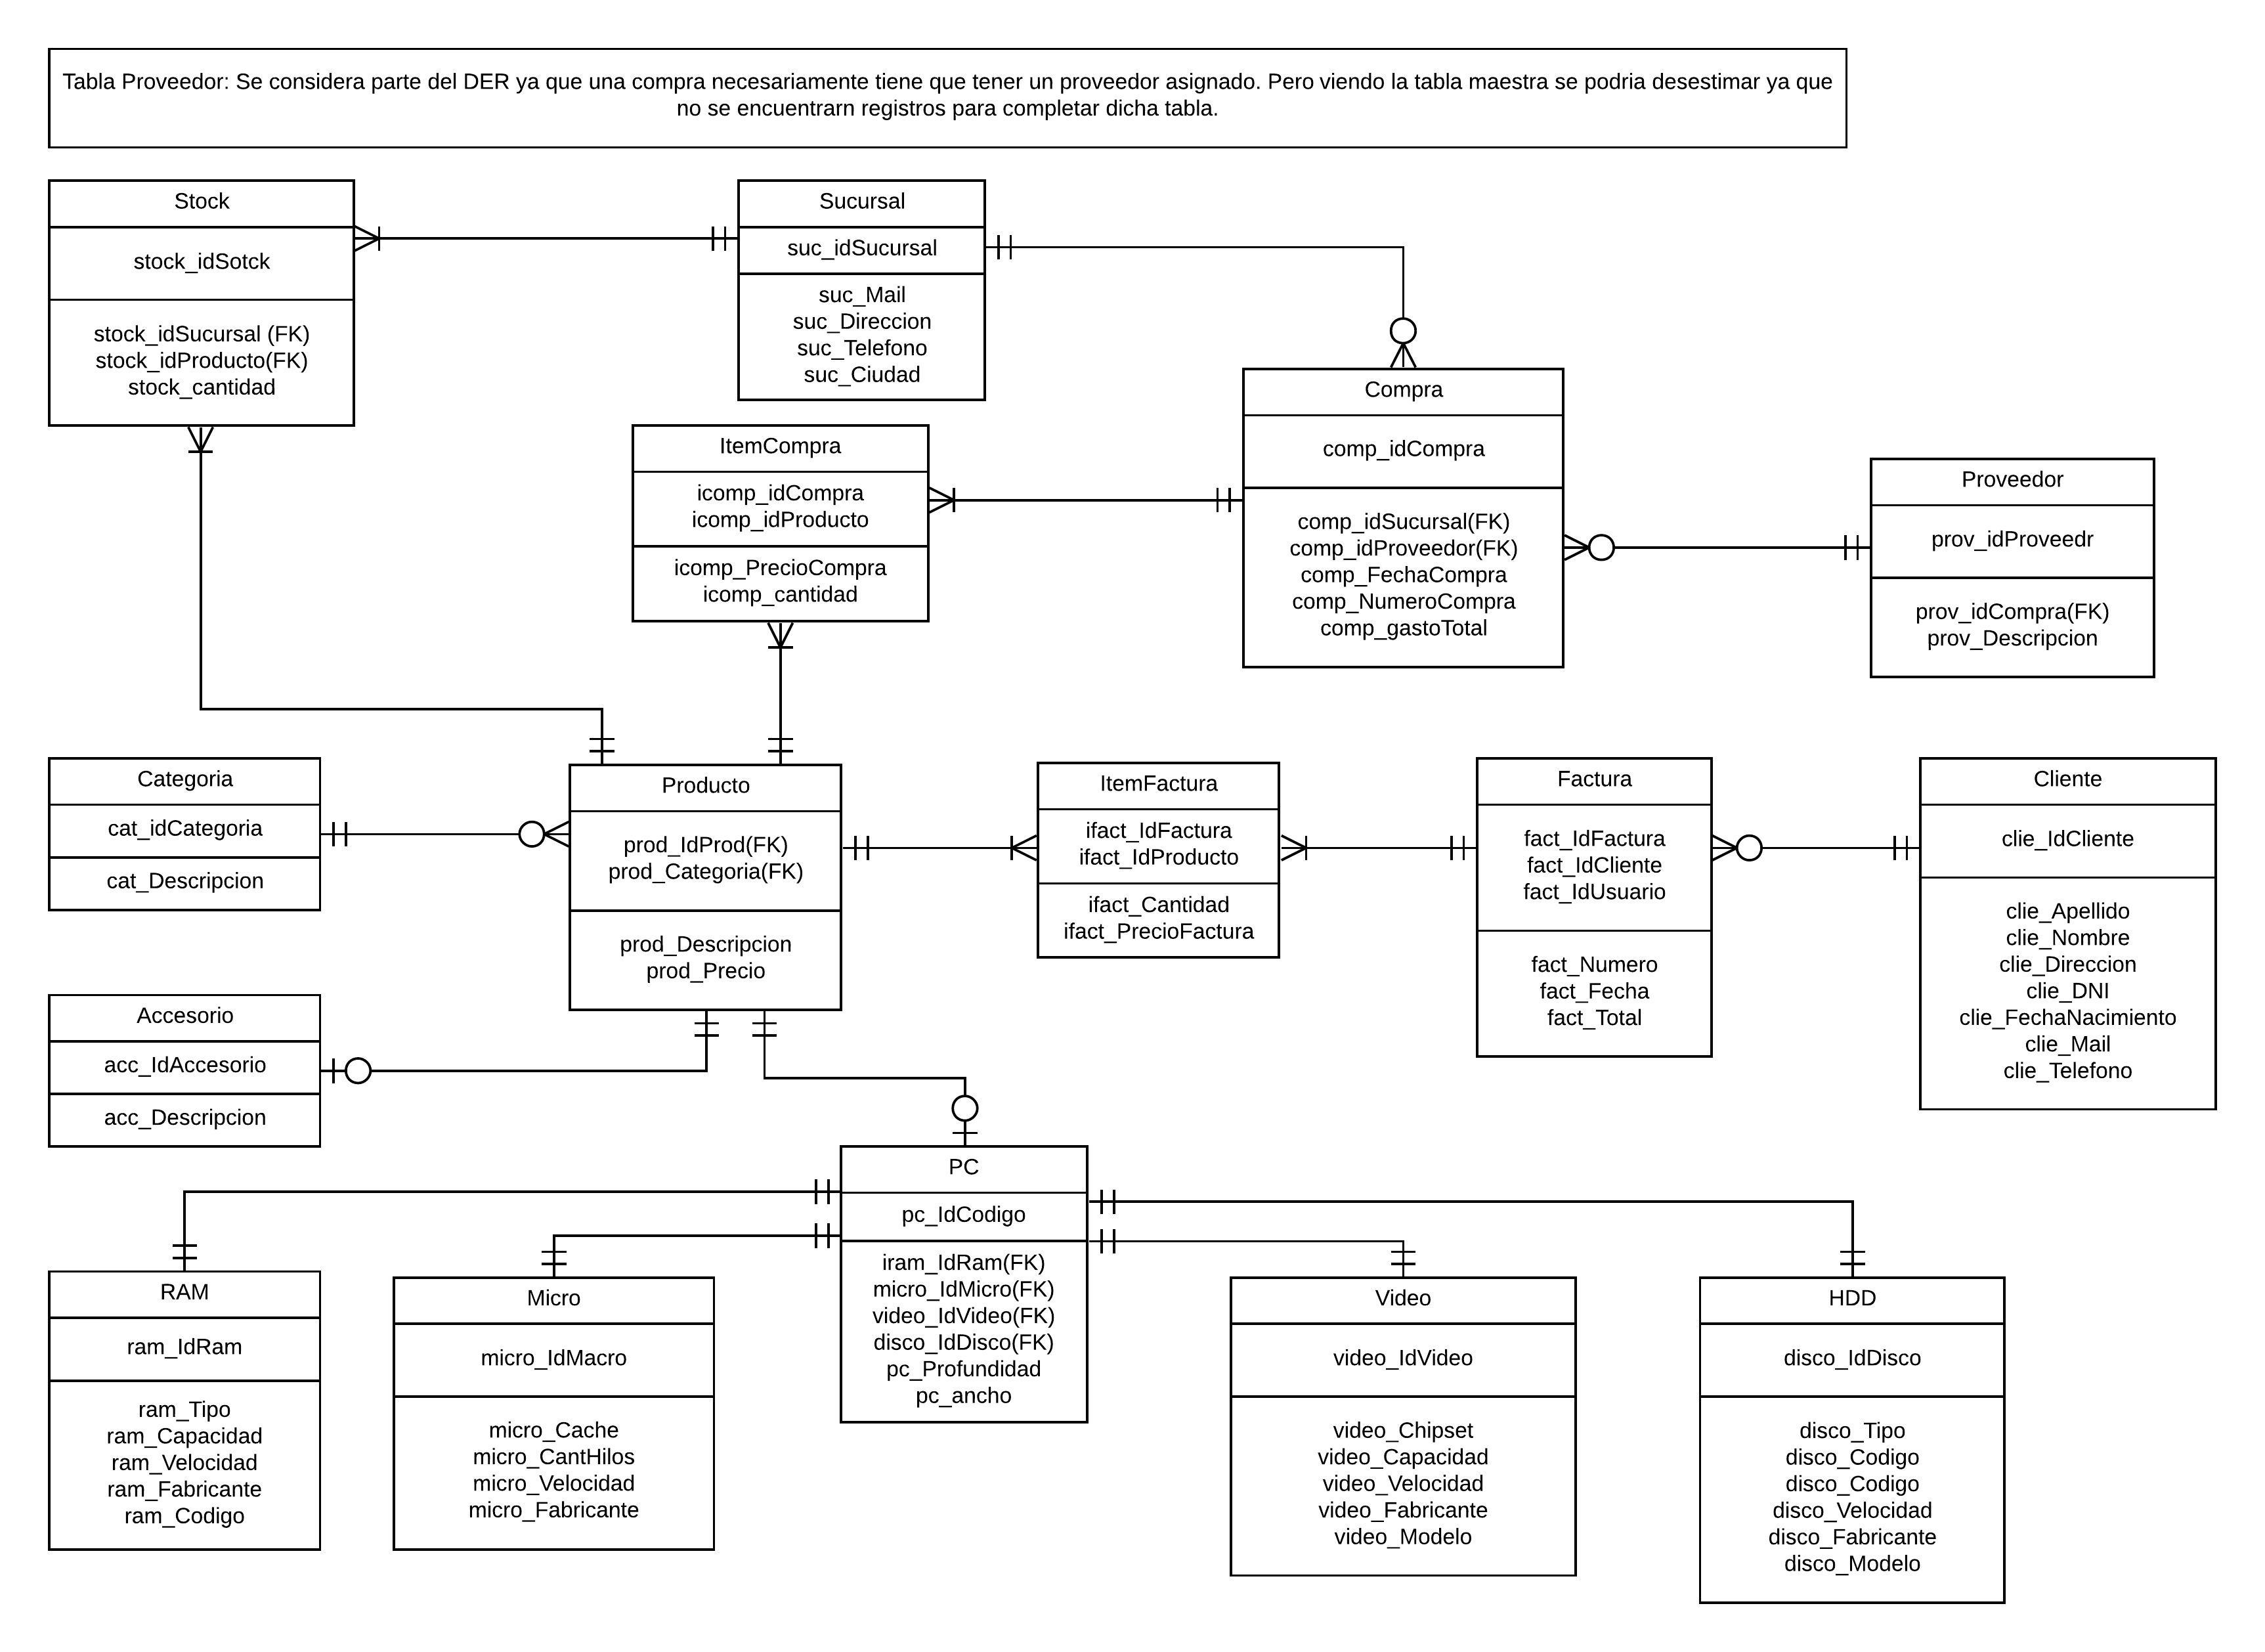 Tabla Proveedor: Se considera parte del DER ya que una compra necesariamente tiene que tener un proveedor asignado. Pero viendo la tabla maestra se podria desestimar ya que
no se encuentrarn registros para completar dicha tabla.
Stock
stock_idSotck
stock_idSucursal (FK)
stock_idProducto(FK)
stock_cantidad
Sucursal
suc_idSucursal
suc_Mail
suc_Direccion
suc_Telefono
suc_Ciudad
ItemCompra
icomp_idCompra
icomp_idProducto
icomp_PrecioCompra
icomp_cantidad
Compra
comp_idCompra
comp_idSucursal(FK)
comp_idProveedor(FK)
comp_FechaCompra
comp_NumeroCompra
comp_gastoTotal
Proveedor
prov_idProveedr
prov_idCompra(FK)
prov_Descripcion
Categoria
cat_idCategoria
cat_Descripcion
Producto
prod_IdProd(FK)
prod_Categoria(FK)
prod_Descripcion
prod_Precio
ItemFactura
ifact_IdFactura
ifact_IdProducto
ifact_Cantidad
ifact_PrecioFactura
Factura
fact_IdFactura
fact_IdCliente
fact_IdUsuario
fact_Numero
fact_Fecha
fact_Total
Cliente
clie_IdCliente
clie_Apellido
clie_Nombre
clie_Direccion
clie_DNI
clie_FechaNacimiento
clie_Mail
clie_Telefono
Accesorio
acc_IdAccesorio
acc_Descripcion
PC
pc_IdCodigo
iram_IdRam(FK)
micro_IdMicro(FK)
video_IdVideo(FK)
disco_IdDisco(FK)
pc_Profundidad
pc_ancho
RAM
ram_IdRam
ram_Tipo
ram_Capacidad
ram_Velocidad
ram_Fabricante
ram_Codigo
Micro
micro_IdMacro
micro_Cache
micro_CantHilos
micro_Velocidad
micro_Fabricante
Video
video_IdVideo
video_Chipset
video_Capacidad
video_Velocidad
video_Fabricante
video_Modelo
HDD
disco_IdDisco
disco_Tipo
disco_Codigo
disco_Codigo
disco_Velocidad
disco_Fabricante
disco_Modelo